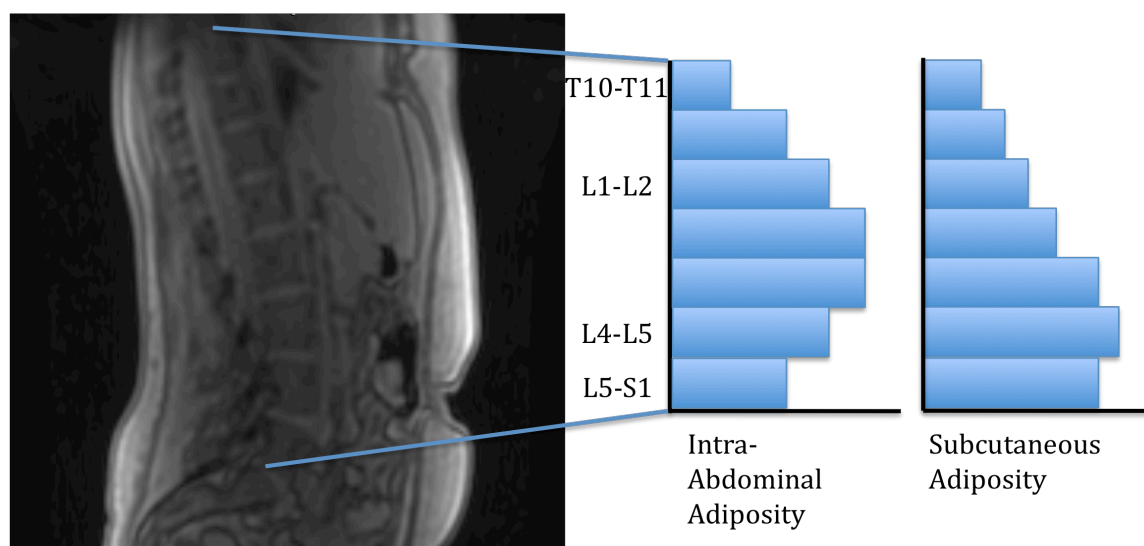 T10-T11
L1-L2
L4-L5
L5-S1
Intra-
Abdominal
Adiposity
Subcutaneous
Adiposity